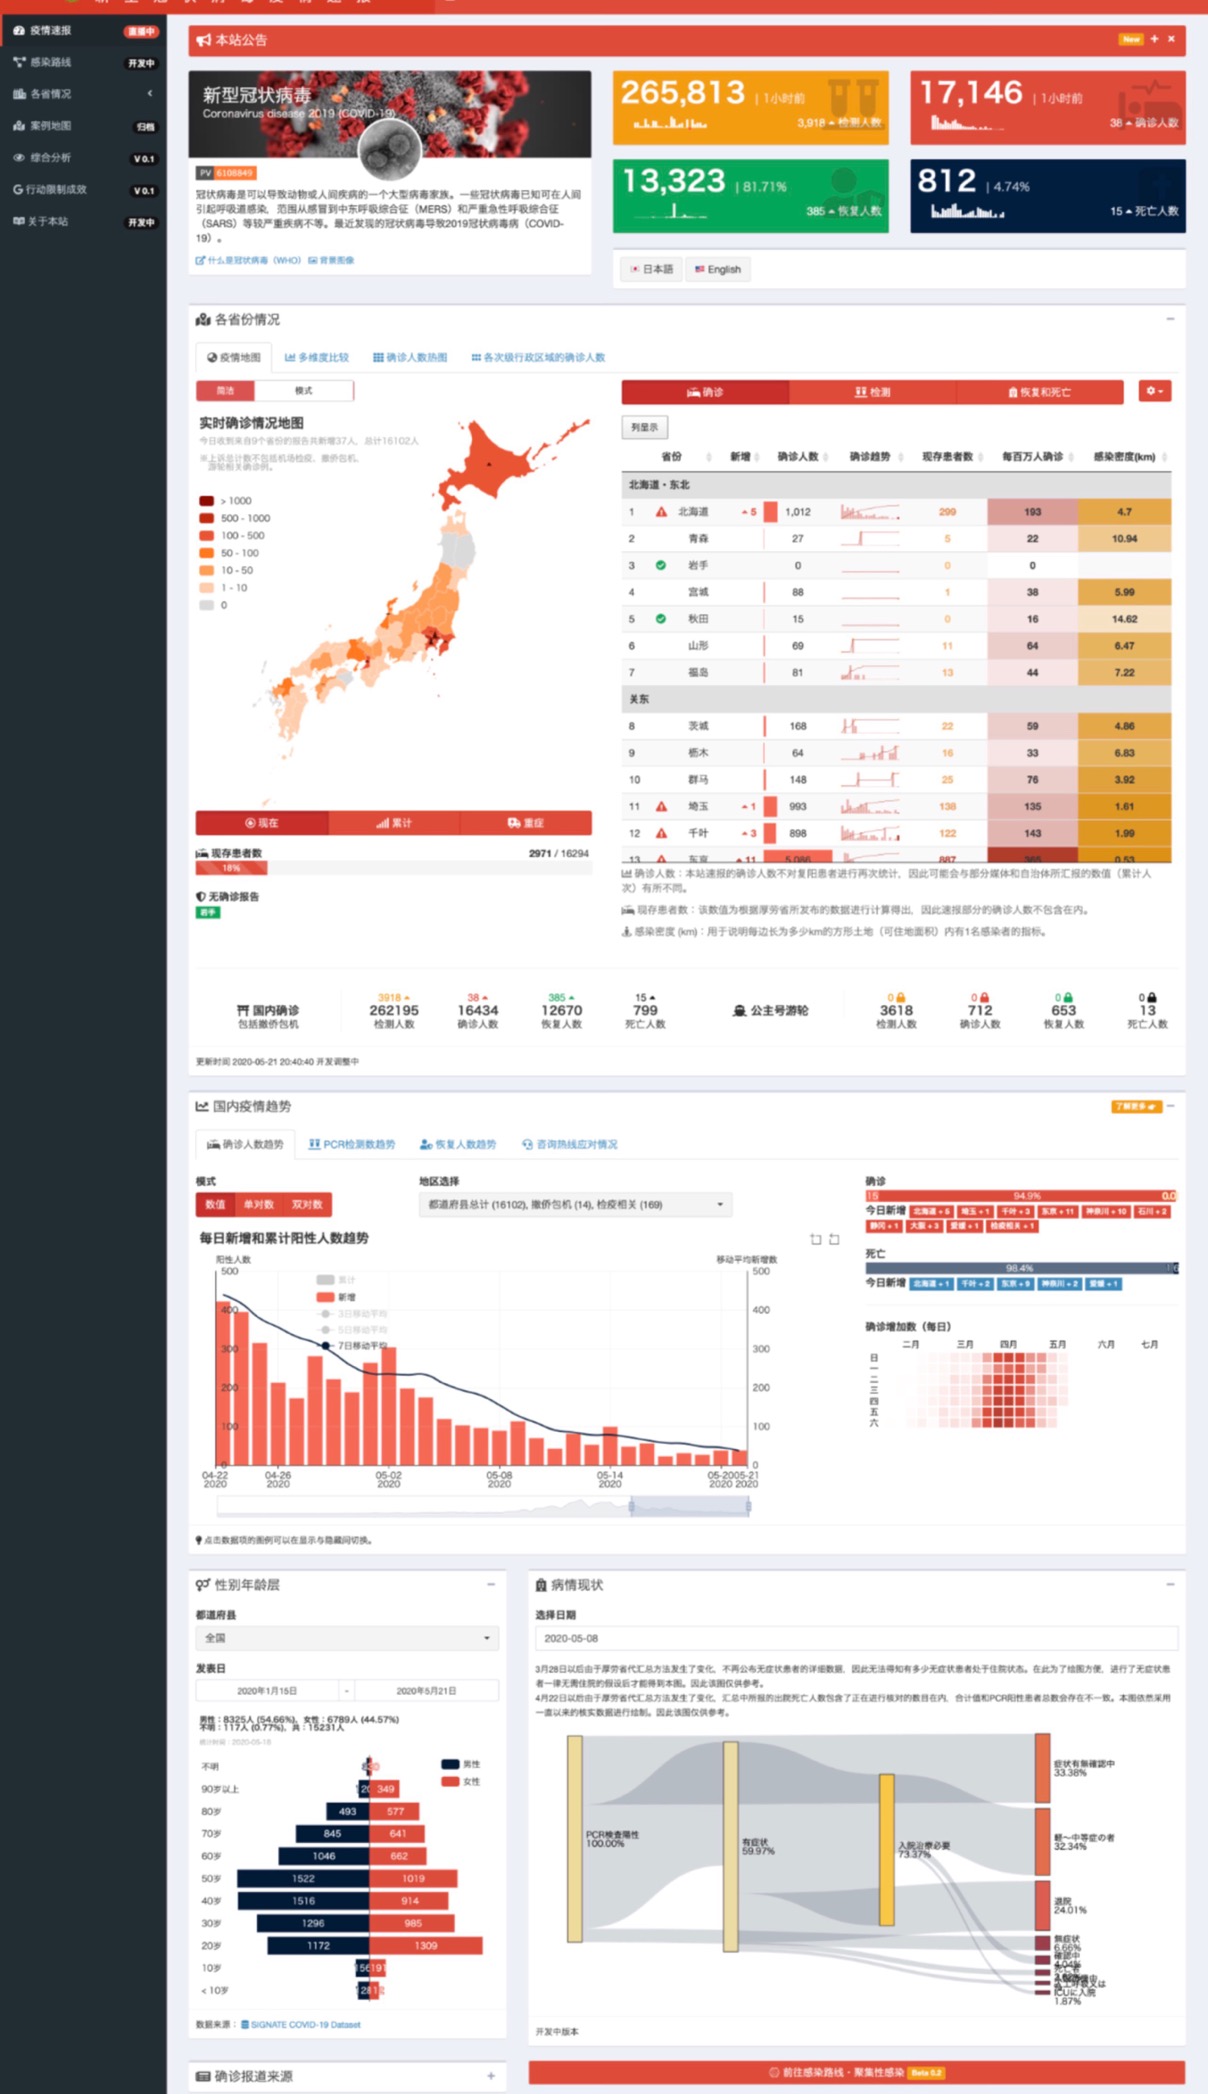 疫情速报 直播中
感染路线 开发中
各省情况
案例地图 归档
综合分析 V 0.1
行动限制成效 V 0.1
关于本站 开发中
本站公告
New
新型冠状病毒
Coronavirus disease 2019 (COVID-19)
PV 6108849
冠状病毒是可以导致动物或人间疾病的一个大型病毒家族。一些冠状病毒已知可在人间
引起呼吸道感染，范围从感冒到中东呼吸综合征（MERS）和严重急性呼吸综合征
（SARS）等较严重疾病不等。最近发现的冠状病毒导致2019冠状病毒病（COVID-
19）。
什么是冠状病毒（WHO） 背景图像
265,813 | 1小时前
3,918 检测人数
17,146 | 1小时前
38 确诊人数
13,323 | 81.71%
385 恢复人数
812 | 4.74%
15 死亡人数
日本語 English
各省份情况
疫情地图 多维度比较 确诊人数热图 各次级行政区域的确诊人数
简洁 模式
实时确诊情况地图
今日收到来自9个省份的报告共新增37人，总计16102人
※上诉总计数不包括机场检疫、撤侨包机、
游轮相关确诊例。
> 1000
500 - 1000
100 - 500
50 - 100
10 - 50
1 - 10
0
现在 累计 重症
现存患者数 2971 / 16294
18%
无确诊报告
岩手
确诊 检测 恢复和死亡
列显示
省份 新增 确诊人数 确诊趋势 现存患者数 每百万人确诊 感染密度(km)
北海道・东北
1 北海道 5 1,012 299 193 4.7
2 青森 27 5 22 10.94
3 岩手 0 0 0
4 宫城 88 1 38 5.99
5 秋田 15 0 16 14.62
6 山形 69 11 64 6.47
7 福岛 81 13 44 7.22
关东
8 茨城 168 22 59 4.86
9 栃木 64 16 33 6.83
10 群马 148 25 76 3.92
11 埼玉 1 993 138 135 1.61
12 千叶 3 898 122 143 1.99
13 东京 11 5,086 887 365 0.53
确诊人数：本站速报的确诊人数不对复阳患者进行再次统计，因此可能会与部分媒体和自治体所汇报的数值（累计人
次）有所不同。
现存患者数：该数值为根据厚劳省所发布的数据进行计算得出，因此速报部分的确诊人数不包含在内。
感染密度 (km)：用于说明每边长为多少km的方形土地（可住地面积）内有1名感染者的指标。
国内确诊
包括撤侨包机
3918 38 385 15
262195 16434 12670 799
检测人数 确诊人数 恢复人数 死亡人数
公主号游轮
0 0 0 0
3618 712 653 13
检测人数 确诊人数 恢复人数 死亡人数
更新时间 2020-05-21 20:40:40 开发调整中
国内疫情趋势
了解更多
确诊人数趋势 PCR检测数趋势 恢复人数趋势 咨询热线应对情况
模式
数值 单对数 双对数
地区选择
都道府县总计 (16102), 撤侨包机 (14), 检疫相关 (169)
每日新增和累计阳性人数趋势
阳性人数 移动平均新增数
累计
新增
3日移动平均
5日移动平均
7日移动平均
500 500
400 400
300 300
200 200
100 100
0 0
04-22 04-26 05-02 05-08 05-14 05-20 05-21
2020 2020 2020 2020 2020 2020 2020
点击数据项的图例可以在显示与隐藏间切换。
确诊
94.9%
今日新增 北海道 + 5 埼玉 + 1 千叶 + 3 东京 + 11 神奈川 + 10 石川 + 2
静冈 + 1 大阪 + 3 爱媛 + 1 检疫相关 + 1
死亡
98.4%
今日新增 北海道 + 1 千叶 + 2 东京 + 9 神奈川 + 2 爱媛 + 1
确诊增加数（每日）
二月 三月 四月 五月 六月 七月
日
一
二
三
四
五
六
性别年龄层
都道府县
全国
发表日
2020年1月15日 - 2020年5月21日
男性：8325人 (54.66%)，女性：6789人 (44.57%)
不明：117人 (0.77%)，共：15231人
统计时间：2020-05-18
男性
女性
不明
90岁以上 349
80岁 493 577
70岁 845 641
60岁 1046 662
50岁 1522 1019
40岁 1516 914
30岁 1296 985
20岁 1172 1309
10岁
< 10岁
数据来源： SIGNATE COVID-19 Dataset
病情现状
选择日期
2020-05-08
3月28日以后由于厚劳省代汇总方法发生了变化，不再公布无症状患者的详细数据，因此无法得知有多少无症状患者处于住院状态。在此为了绘图方便，进行了无症状患
者一律无需住院的假设后才能得到本图。因此该图仅供参考。
4月22日以后由于厚劳省代汇总方法发生了变化，汇总中所报的出院死亡人数包含了正在进行核对的数目在内，合计值和PCR阳性患者总数会存在不一致。本图依然采用
一直以来的核实数据进行绘制。因此该图仅供参考。
PCR検査陽性
100.00%
有症状
59.97%
入院治療必要
73.37%
症状有無確認中
33.38%
軽～中等症の者
32.34%
退院
24.01%
無症状
6.66%
確認中
4.04%
死亡者
ICUに入院
1.87%
开发中版本
确诊报道来源
前往感染路线・聚集性感染 Beta 0.2